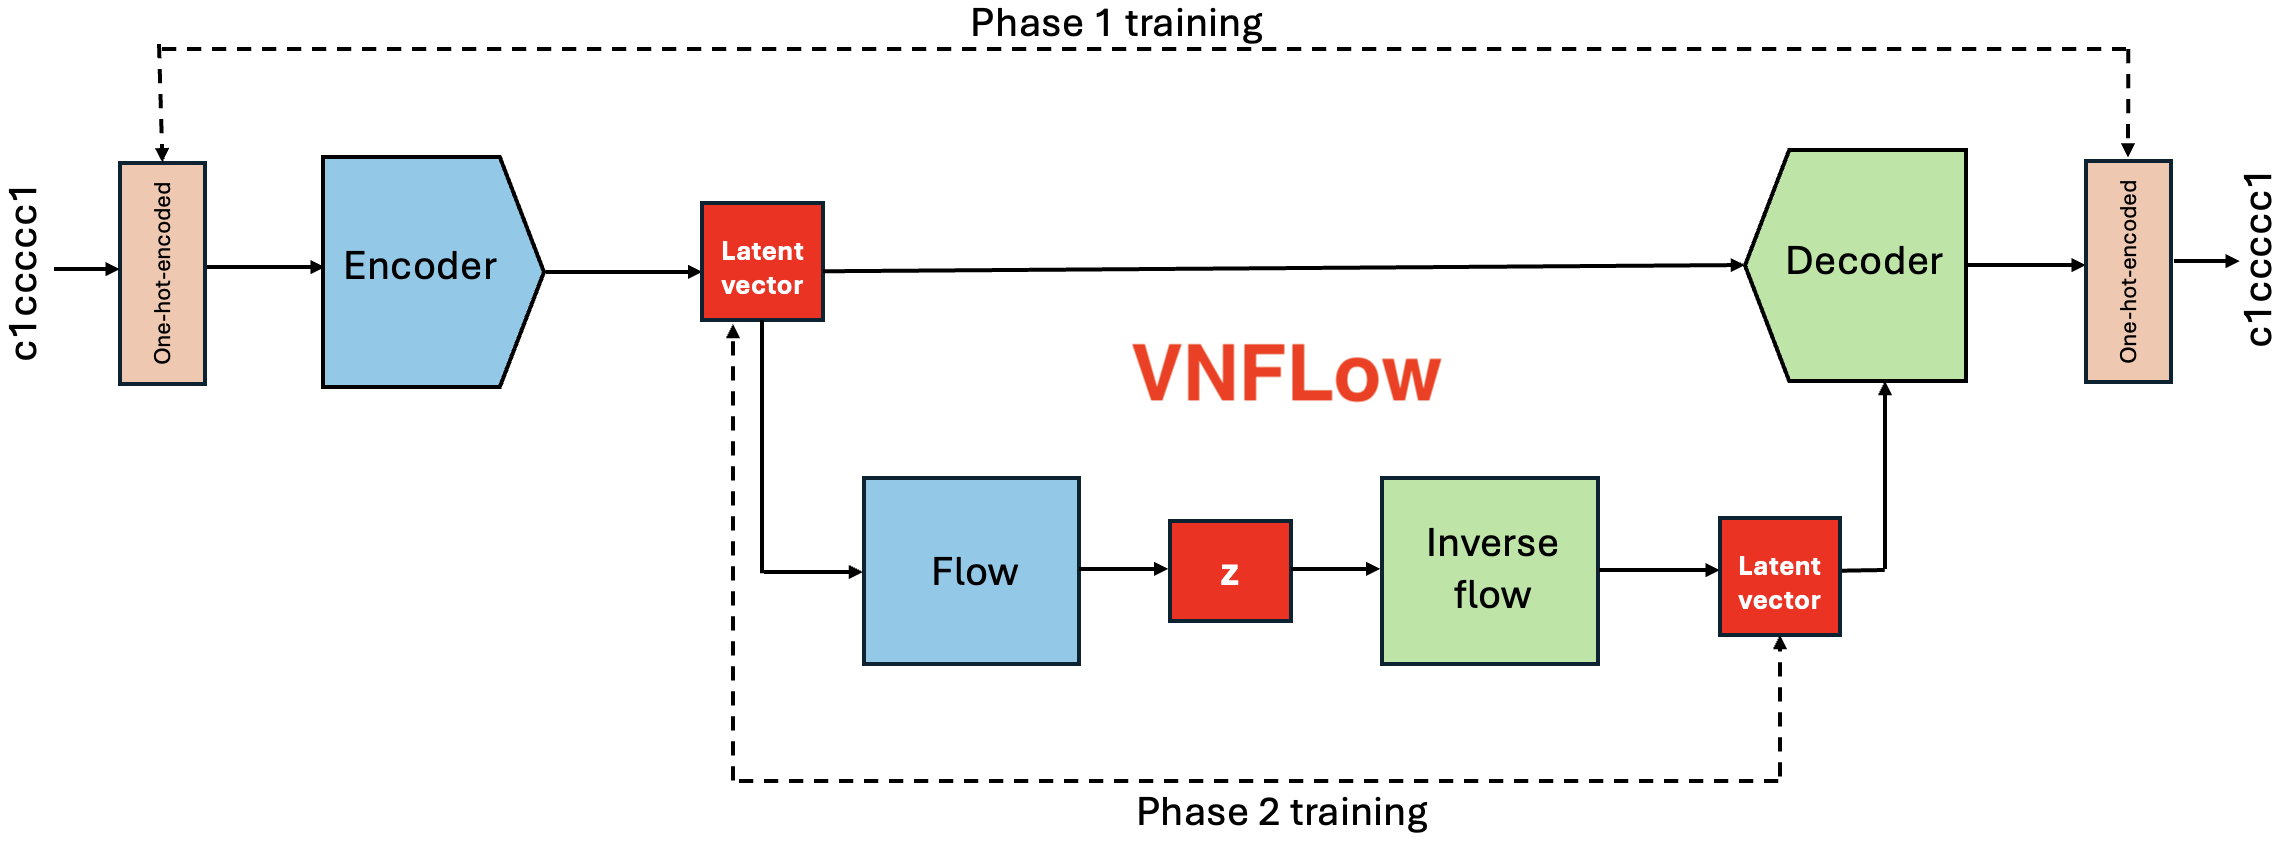 Phase 1 training
c1ccccc1
One-hot-encoded
Encoder
Latent
vector
Decoder
One-hot-encoded
c1ccccc1
VNFLow
Flow
z
Inverse
flow
Latent
vector
Phase 2 training